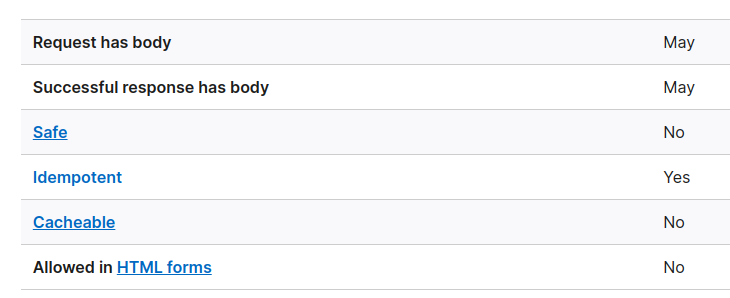 Request has body May
Successful response has body May
Safe No
Idempotent Yes
Cacheable No
Allowed in HTML forms No